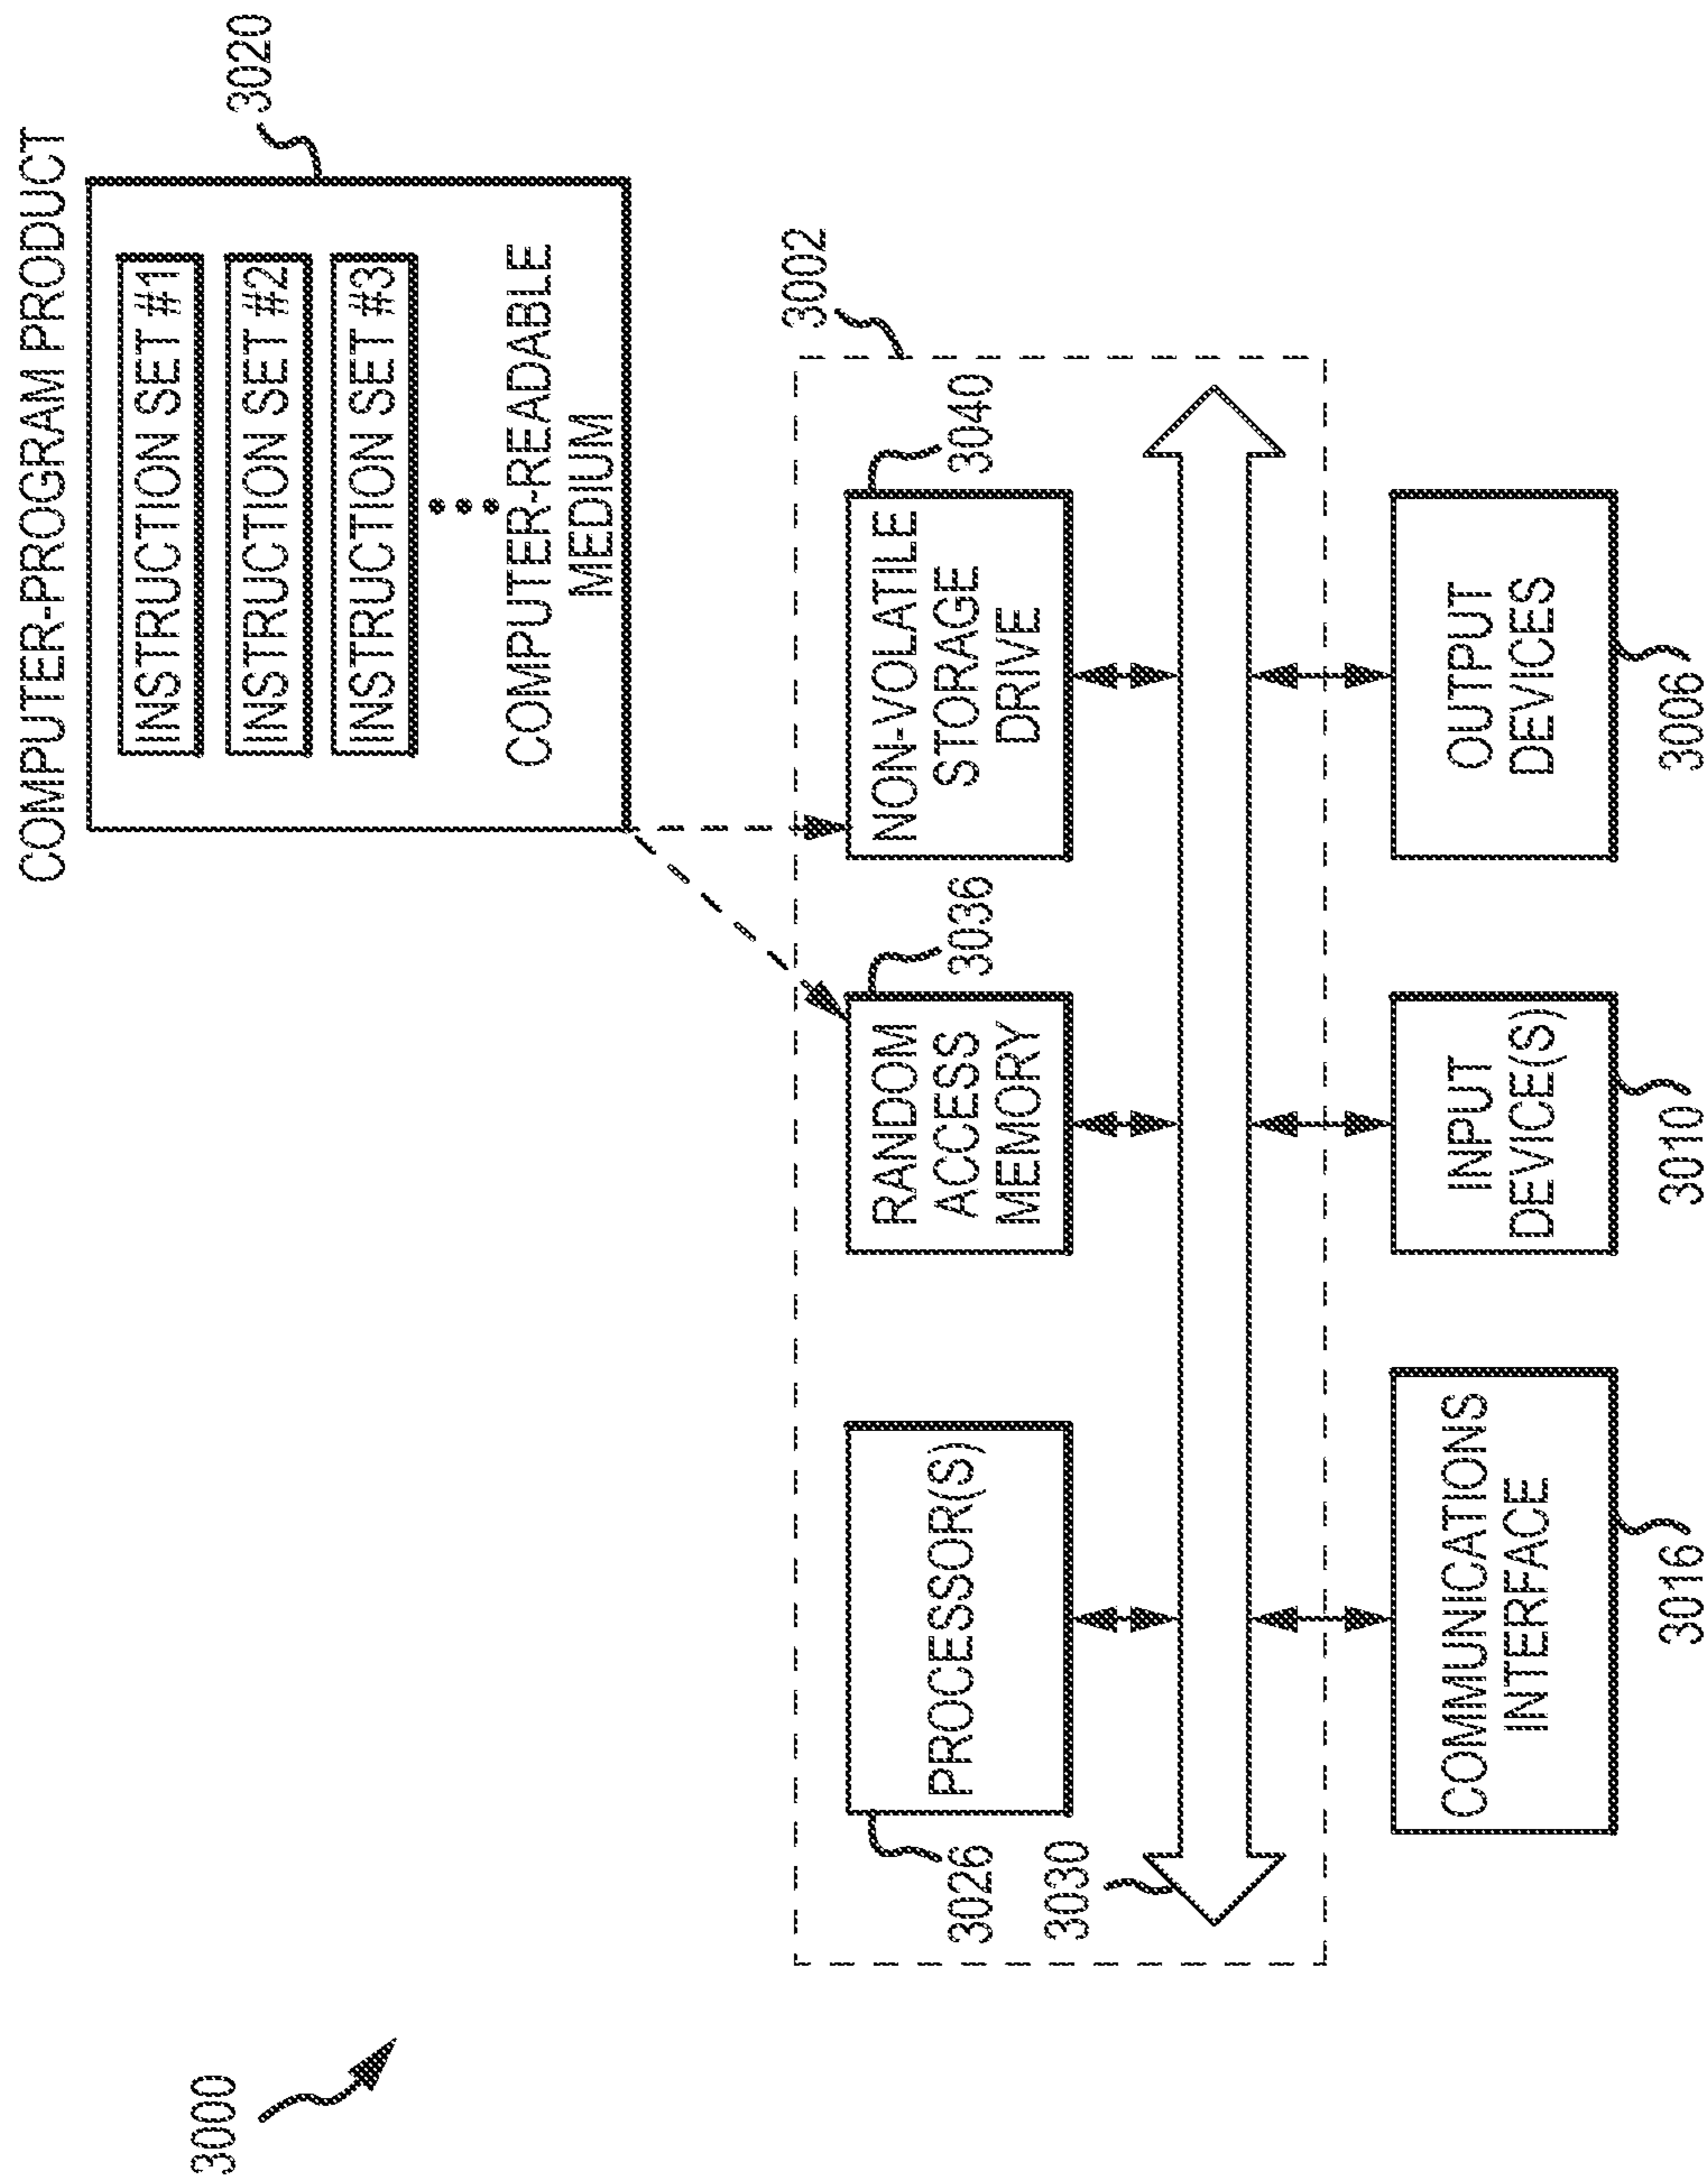 3000
COMPUTER-PROGRAM PRODUCT
INSTRUCTION SET #1
INSTRUCTION SET #2
INSTRUCTION SET #3
COMPUTER-READABLE
MEDIUM
3020
3002
PROCESSOR(S)
3026
RANDOM
ACCESS
MEMORY
3036
NON-VOLATILE
STORAGE
DRIVE
3040
3030
COMMUNICATIONS
INTERFACE
3016
INPUT
DEVICE(S)
3010
OUTPUT
DEVICES
3006